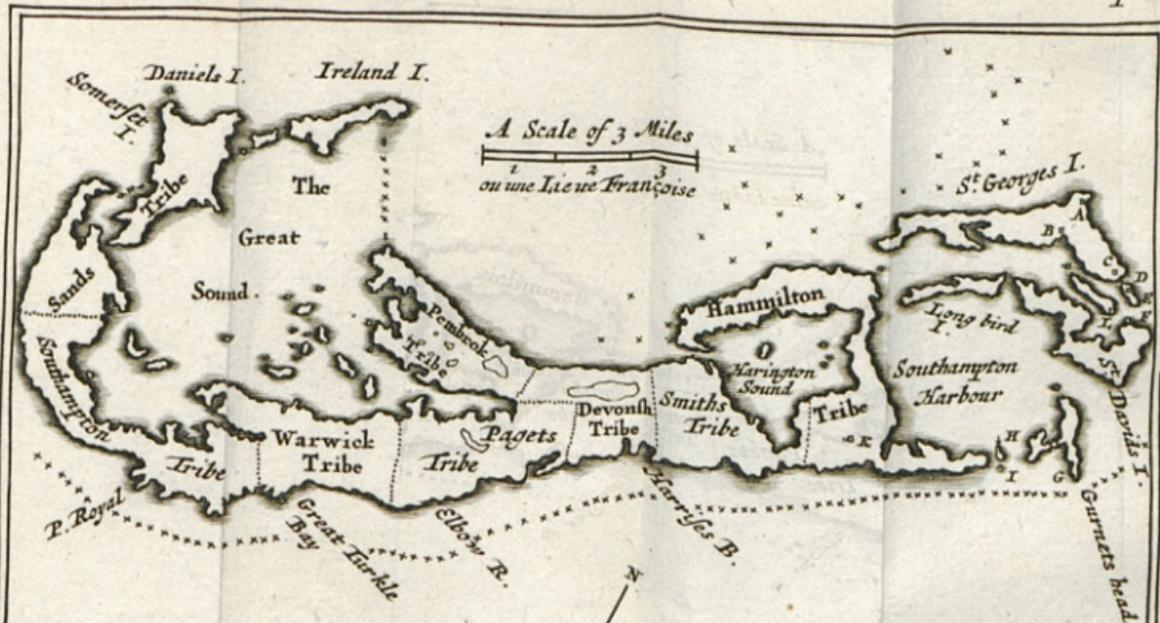 Daniels I.
Ireland I.
Somerset
I.
A Scale of 3 Miles
1 2 3
ou une Lieue Françoise
Tribe
The
Great
Sound.
St. Georges I.
A
B
C
D
E
F
L
Sands
Southampton
Tribe
Pembrok
Tribe
Hammilton
Harington
Sound
Long bird
I.
Southampton
Harbour
St.
Davids I.
Warwick
Tribe
Pagets
Tribe
Devonsh
Tribe
Smiths
Tribe
Tribe
K
H
I
G
P. Royal
Great Turkle
Bay
Elbow R.
Harrises B.
Gurnets head
N